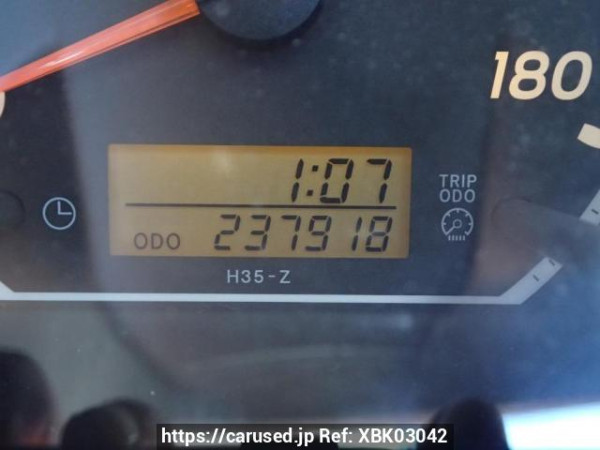 180
1:07
TRIP
ODO
ODO 237918
H35-Z
https://carused.jp Ref: XBK03042